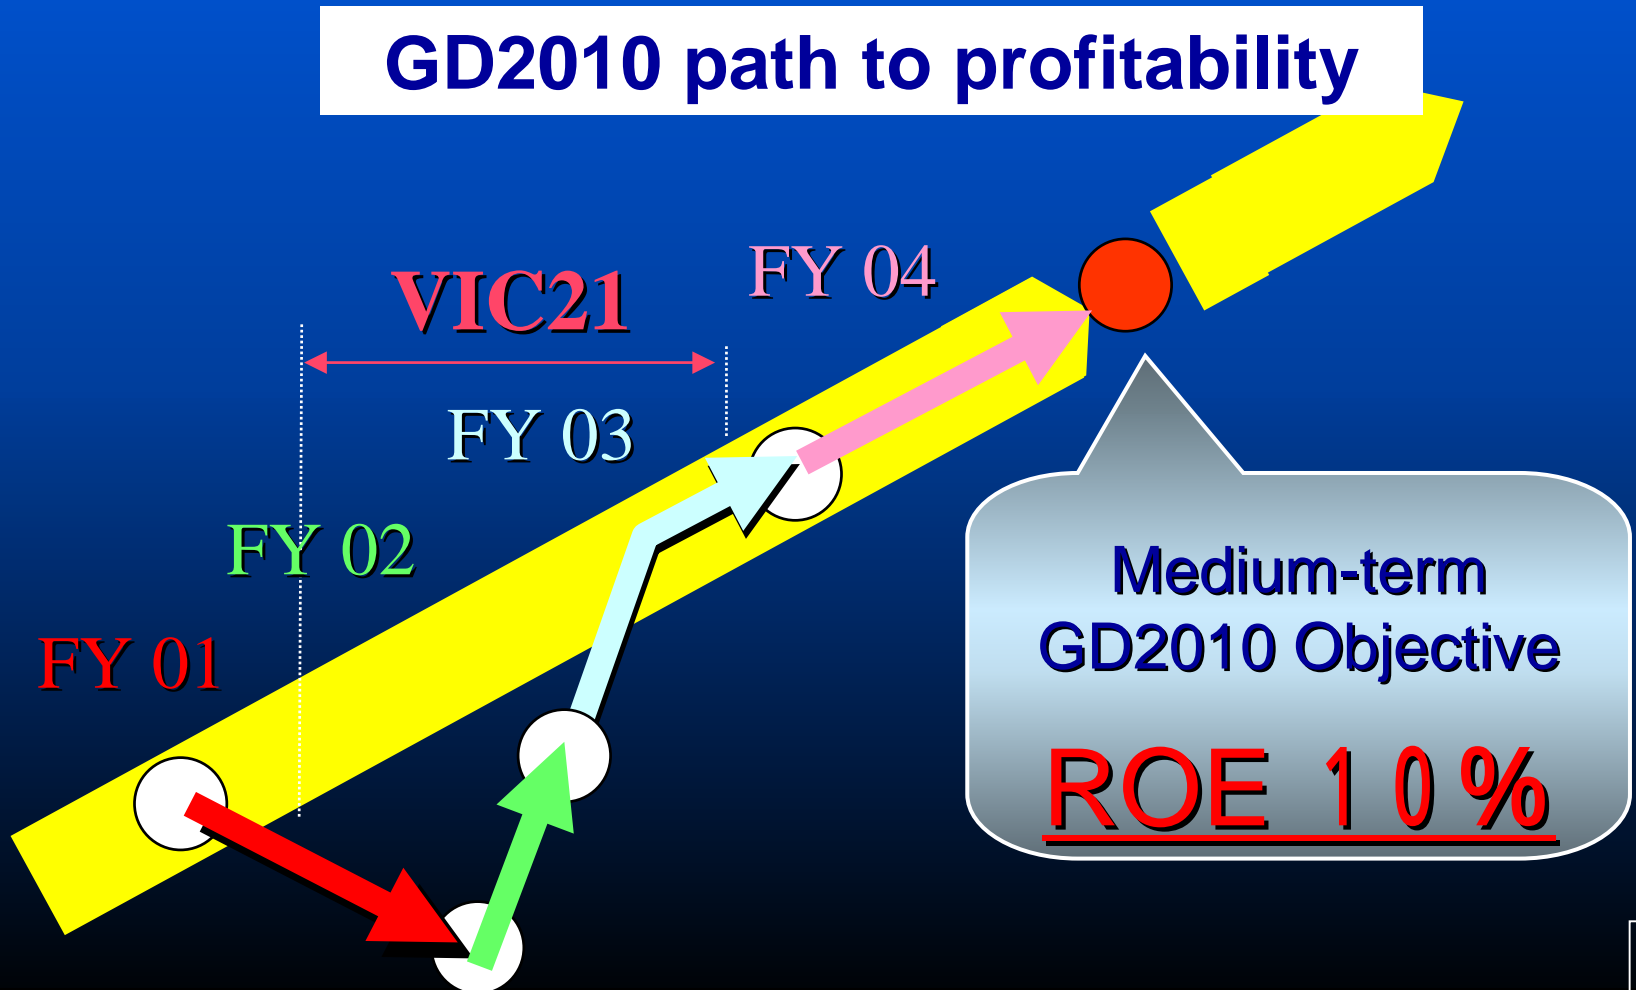 GD2010 path to profitability
FY 04
VIC21
FY 03
FY 02
FY 01
Medium-term
GD2010 Objective
ROE １０％